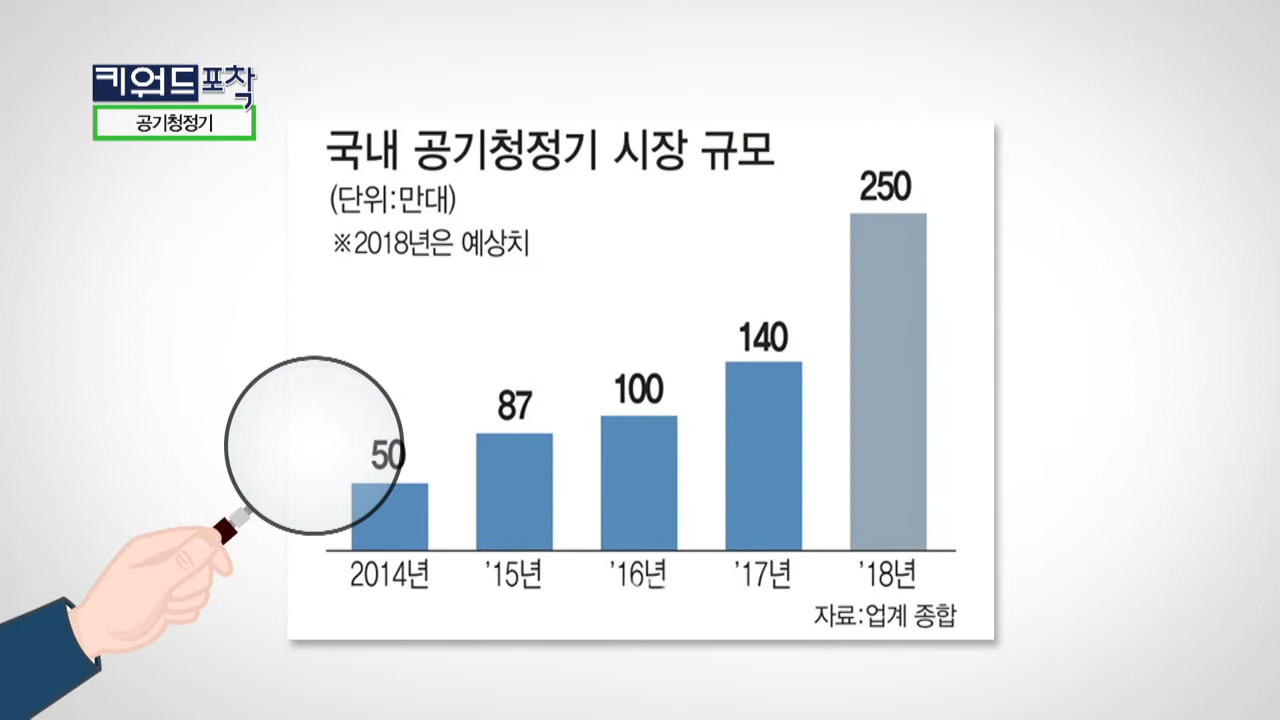 키워드포착
공기청정기
국내 공기청정기 시장 규모
(단위:만대)
※2018년은 예상치
250
140
100
87
50
2014년 ’15년 ’16년 ’17년 ’18년
자료:업계 종합